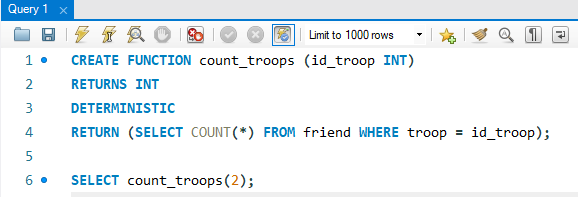 Query 1
Limit to 1000 rows
1 CREATE FUNCTION count_troops (id_troop INT)
2 RETURNS INT
3 DETERMINISTIC
4 RETURN (SELECT COUNT(*) FROM friend WHERE troop = id_troop);
5
6 SELECT count_troops(2);